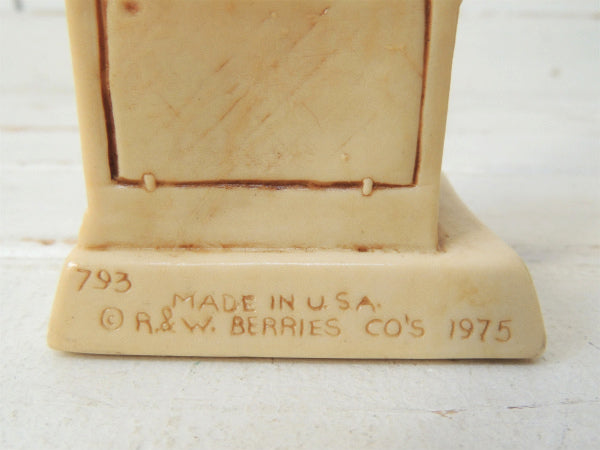 793
MADE IN U.S.A.
© R.&W. BERRIES CO'S 1975